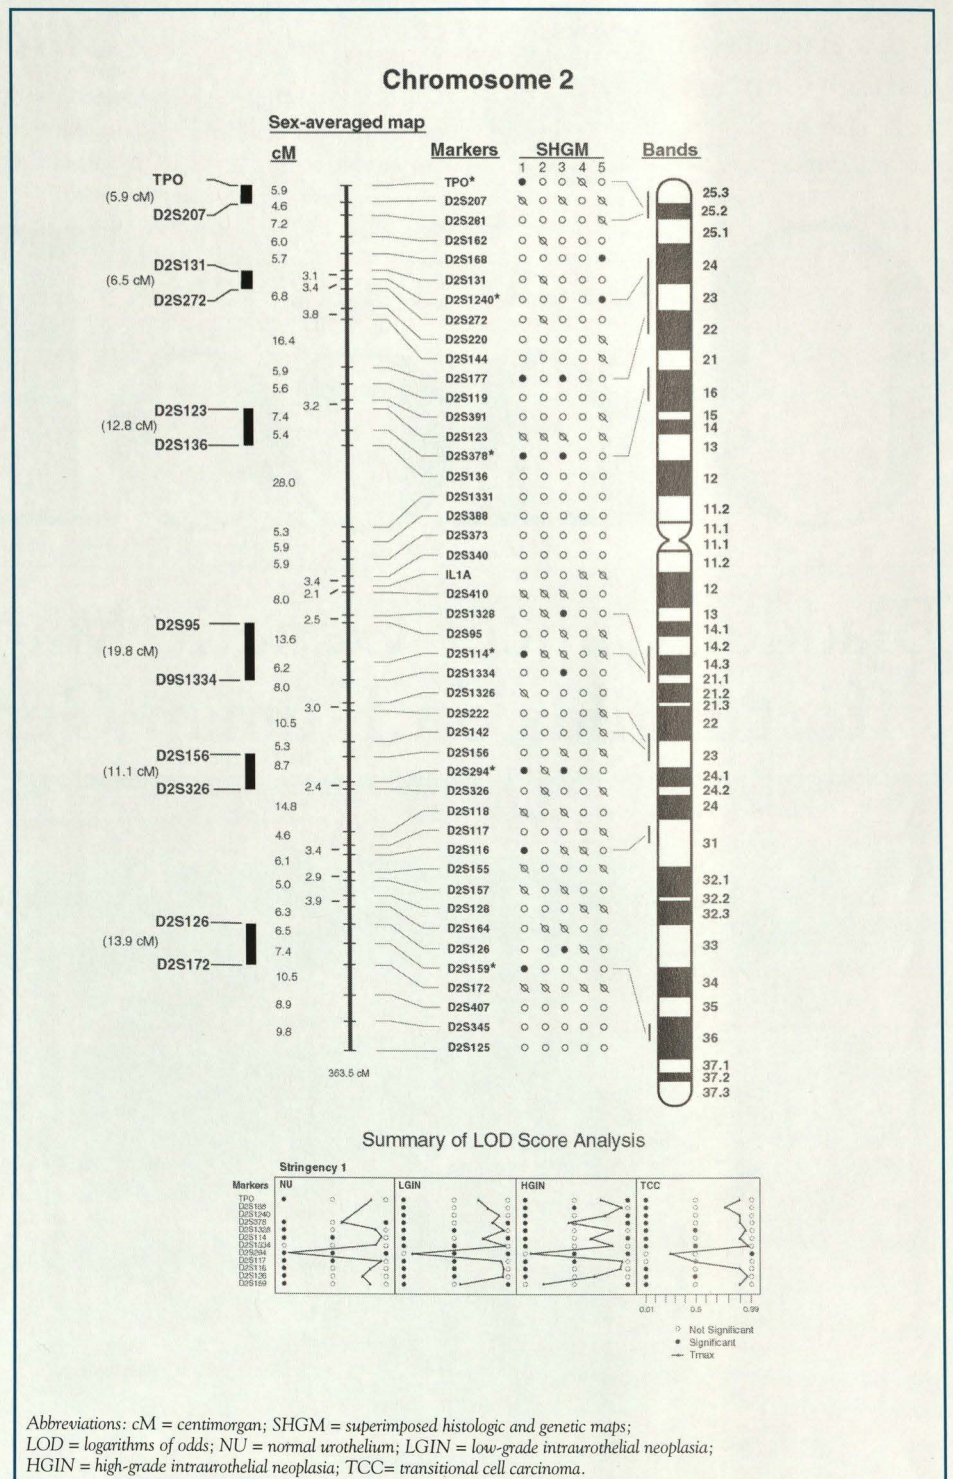 Chromosome 2
Sex-averaged map
cM Markers SHGM Bands
1 2 3 4 5
TPO
(5.9 cM)
D2S207
D2S131
(6.5 cM)
D2S272
D2S123
(12.8 cM)
D2S136
D2S95
(19.8 cM)
D9S1334
D2S156
(11.1 cM)
D2S326
D2S126
(13.9 cM)
D2S172
5.9
4.6
7.2
6.0
5.7
3.1
3.4
6.8
3.8
16.4
5.9
5.6
3.2
7.4
5.4
28.0
5.3
5.9
5.9
3.4
2.1
8.0
2.5
13.6
6.2
8.0
3.0
10.5
5.3
8.7
2.4
14.8
4.6
3.4
6.1
2.9
5.0
3.9
6.3
6.5
7.4
10.5
8.9
9.8
363.5 cM
TPO*
D2S207
D2S281
D2S162
D2S168
D2S131
D2S1240*
D2S272
D2S220
D2S144
D2S177
D2S119
D2S391
D2S123
D2S378*
D2S136
D2S1331
D2S388
D2S373
D2S340
IL1A
D2S410
D2S1328
D2S95
D2S114*
D2S1334
D2S1326
D2S222
D2S142
D2S156
D2S294*
D2S326
D2S118
D2S117
D2S116
D2S155
D2S157
D2S128
D2S164
D2S126
D2S159*
D2S172
D2S407
D2S345
D2S125
25.3
25.2
25.1
24
23
22
21
16
15
14
13
12
11.2
11.1
11.1
11.2
12
13
14.1
14.2
14.3
21.1
21.2
21.3
22
23
24.1
24.2
24
31
32.1
32.2
32.3
33
34
35
36
37.1
37.2
37.3
Summary of LOD Score Analysis
Stringency 1
Markers NU LGIN HGIN TCC
TPO
D2S168
D2S1240
D2S378
D2S1328
D2S114
D2S1334
D2S294
D2S117
D2S116
D2S126
D2S159
0.01 0.5 0.99
Not Significant
Significant
Tmax
Abbreviations: cM = centimorgan; SHGM = superimposed histologic and genetic maps;
LOD = logarithms of odds; NU = normal urothelium; LGIN = low-grade intraurothelial neoplasia;
HGIN = high-grade intraurothelial neoplasia; TCC= transitional cell carcinoma.